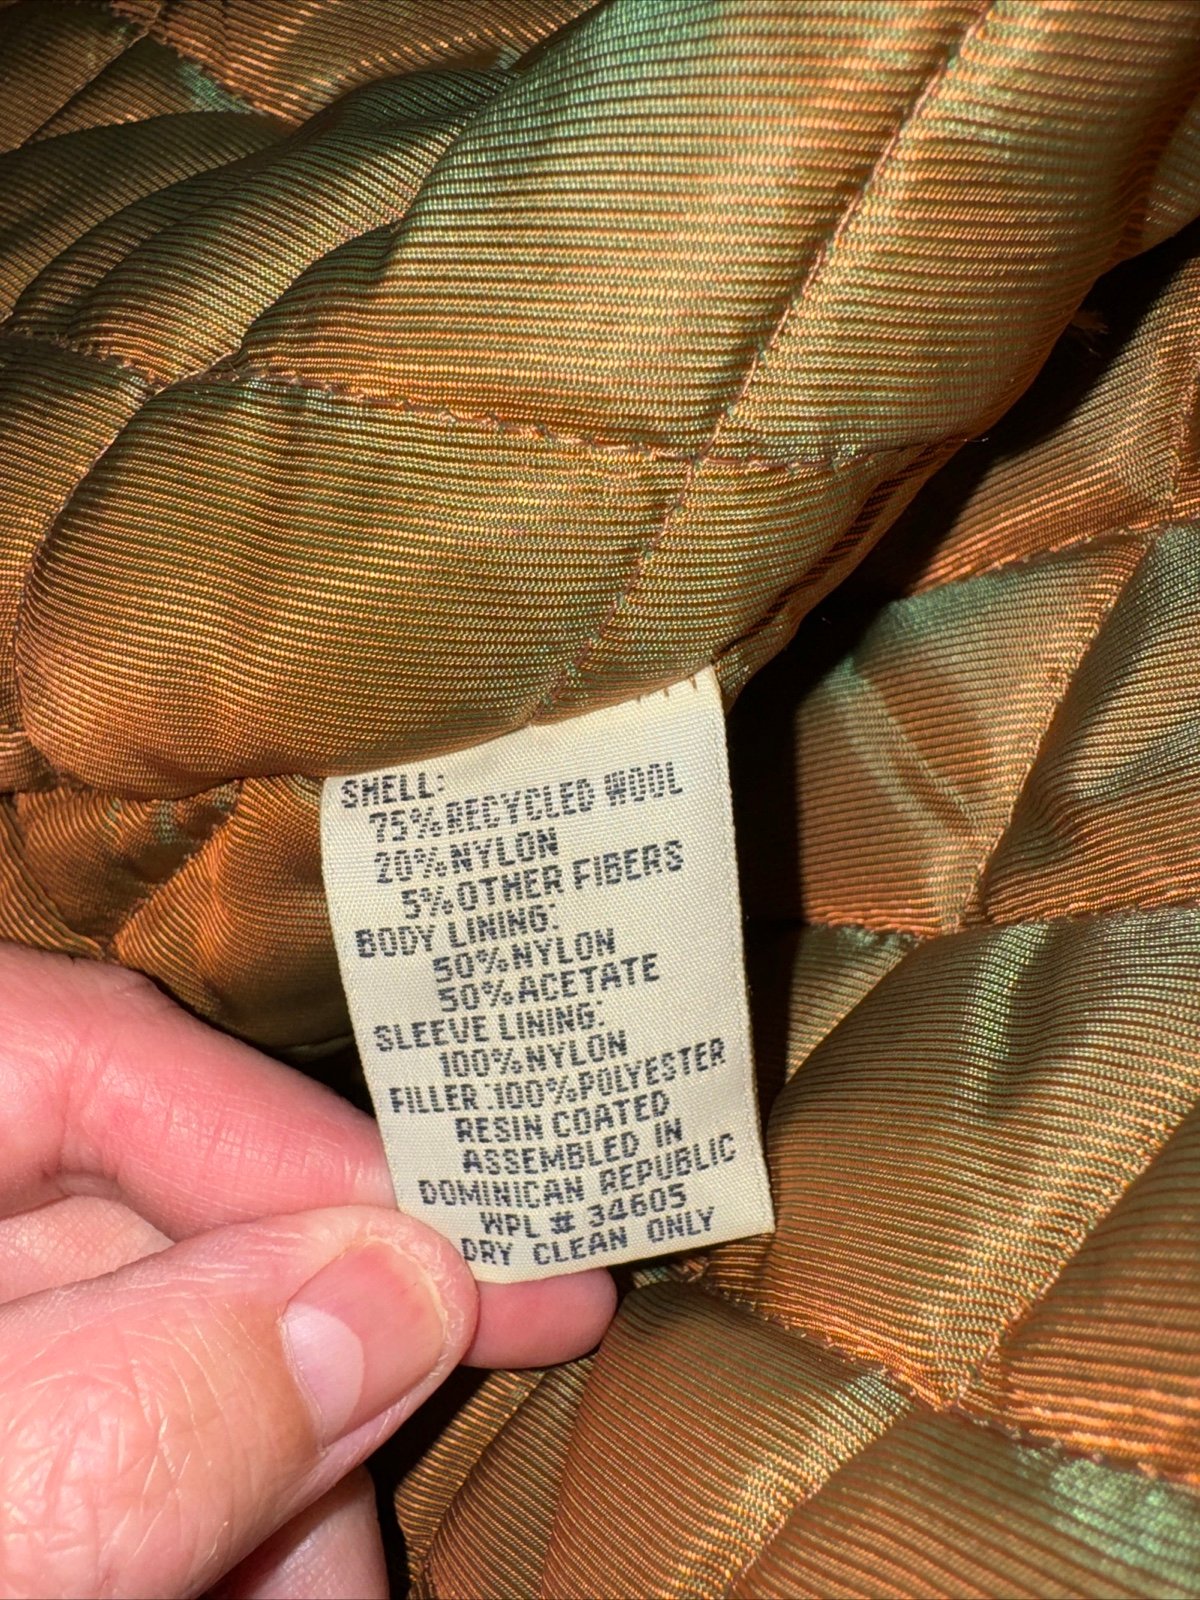 SHELL:
75% RECYCLED WOOL
20% NYLON
5% OTHER FIBERS
BODY LINING:
50% NYLON
50% ACETATE
SLEEVE LINING:
100% NYLON
FILLER:100% POLYESTER
RESIN COATED
ASSEMBLED IN
DOMINICAN REPUBLIC
WPL # 34605
DRY CLEAN ONLY